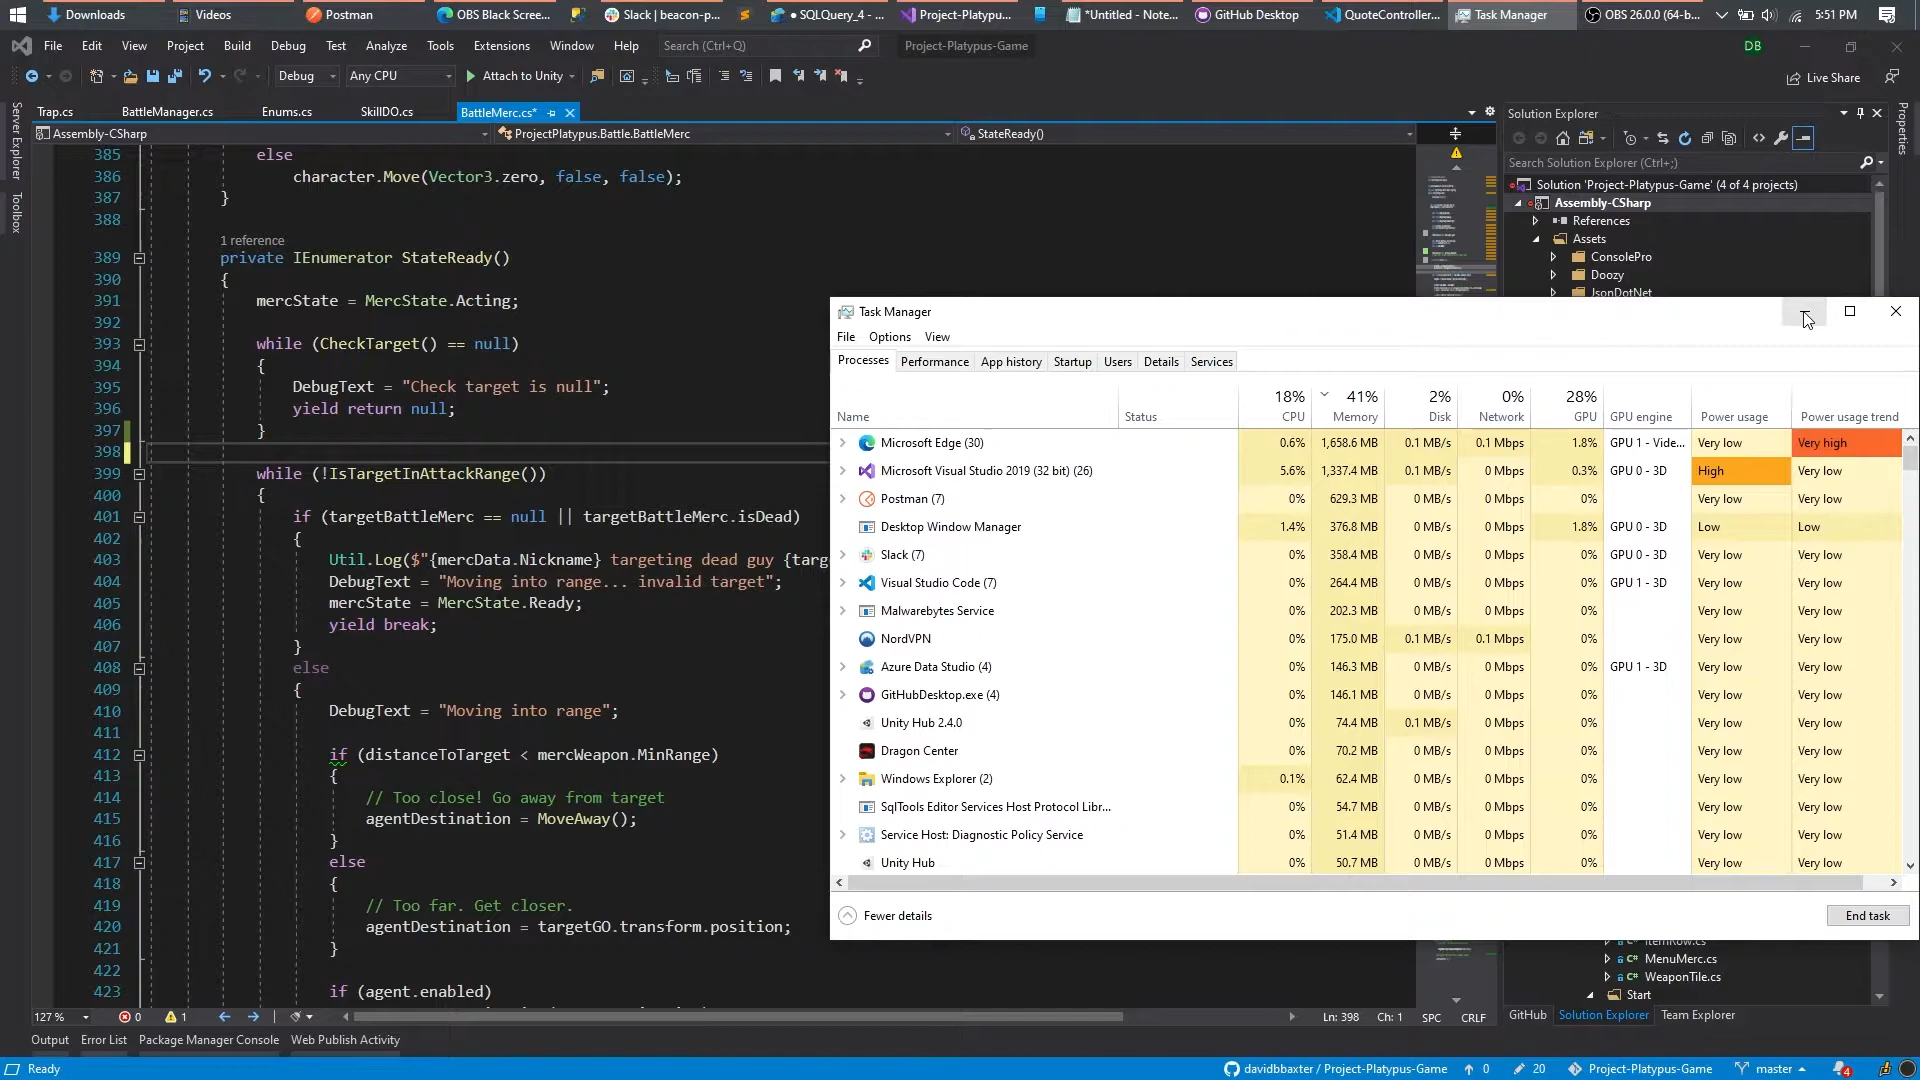 Downloads Videos Postman OBS Black Scree... Slack | beacon-p... ● SQLQuery_4 - ... Project-Platypu... *Untitled - Note... GitHub Desktop QuoteController... Task Manager OBS 26.0.0 (64-b... 5:51 PM
File Edit View Project Build Debug Test Analyze Tools Extensions Window Help Search (Ctrl+Q) Project-Platypus-Game DB
Debug Any CPU Attach to Unity Live Share
Server Explorer
Toolbox
Trap.cs BattleManager.cs Enums.cs SkillDO.cs BattleMerc.cs*
Assembly-CSharp ProjectPlatypus.Battle.BattleMerc StateReady()
385 else
386 character.Move(Vector3.zero, false, false);
387 }
388
1 reference
389 private IEnumerator StateReady()
390 {
391 mercState = MercState.Acting;
392
393 while (CheckTarget() == null)
394 {
395 DebugText = "Check target is null";
396 yield return null;
397 }
398
399 while (!IsTargetInAttackRange())
400 {
401 if (targetBattleMerc == null || targetBattleMerc.isDead)
402 {
403 Util.Log($"{mercData.Nickname} targeting dead guy {targ
404 DebugText = "Moving into range... invalid target";
405 mercState = MercState.Ready;
406 yield break;
407 }
408 else
409 {
410 DebugText = "Moving into range";
411
412 if (distanceToTarget < mercWeapon.MinRange)
413 {
414 // Too close! Go away from target
415 agentDestination = MoveAway();
416 }
417 else
418 {
419 // Too far. Get closer.
420 agentDestination = targetGO.transform.position;
421 }
422
423 if (agent.enabled)
Solution Explorer
Search Solution Explorer (Ctrl+;)
Solution 'Project-Platypus-Game' (4 of 4 projects)
Assembly-CSharp
References
Assets
ConsolePro
Doozy
JsonDotNet
Properties
Task Manager
File Options View
Processes Performance App history Startup Users Details Services
18% 41% 2% 0% 28%
Name Status CPU Memory Disk Network GPU GPU engine Power usage Power usage trend
Microsoft Edge (30) 0.6% 1,658.6 MB 0.1 MB/s 0.1 Mbps 1.8% GPU 1 - Vide... Very low Very high
Microsoft Visual Studio 2019 (32 bit) (26) 5.6% 1,337.4 MB 0.1 MB/s 0 Mbps 0.3% GPU 0 - 3D High Very low
Postman (7) 0% 629.3 MB 0 MB/s 0 Mbps 0% Very low Very low
Desktop Window Manager 1.4% 376.8 MB 0 MB/s 0 Mbps 1.8% GPU 0 - 3D Low Low
Slack (7) 0% 358.4 MB 0 MB/s 0 Mbps 0% GPU 0 - 3D Very low Very low
Visual Studio Code (7) 0% 264.4 MB 0 MB/s 0 Mbps 0% GPU 1 - 3D Very low Very low
Malwarebytes Service 0% 202.3 MB 0 MB/s 0 Mbps 0% Very low Very low
NordVPN 0% 175.0 MB 0.1 MB/s 0.1 Mbps 0% Very low Very low
Azure Data Studio (4) 0% 146.3 MB 0 MB/s 0 Mbps 0% GPU 1 - 3D Very low Very low
GitHubDesktop.exe (4) 0% 146.1 MB 0 MB/s 0 Mbps 0% Very low Very low
Unity Hub 2.4.0 0% 74.4 MB 0.1 MB/s 0 Mbps 0% Very low Very low
Dragon Center 0% 70.2 MB 0 MB/s 0 Mbps 0% Very low Very low
Windows Explorer (2) 0.1% 62.4 MB 0 MB/s 0 Mbps 0% Very low Very low
SqlTools Editor Services Host Protocol Libr... 0% 54.7 MB 0 MB/s 0 Mbps 0% Very low Very low
Service Host: Diagnostic Policy Service 0% 51.4 MB 0 MB/s 0 Mbps 0% Very low Very low
Unity Hub 0% 50.7 MB 0 MB/s 0 Mbps 0% Very low Very low
Fewer details End task
ItemRow.cs
MenuMerc.cs
WeaponTile.cs
Start
127 % 0 1 Ln: 398 Ch: 1 SPC CRLF GitHub Solution Explorer Team Explorer
Output Error List Package Manager Console Web Publish Activity
Ready davidbbaxter / Project-Platypus-Game 0 20 Project-Platypus-Game master 4